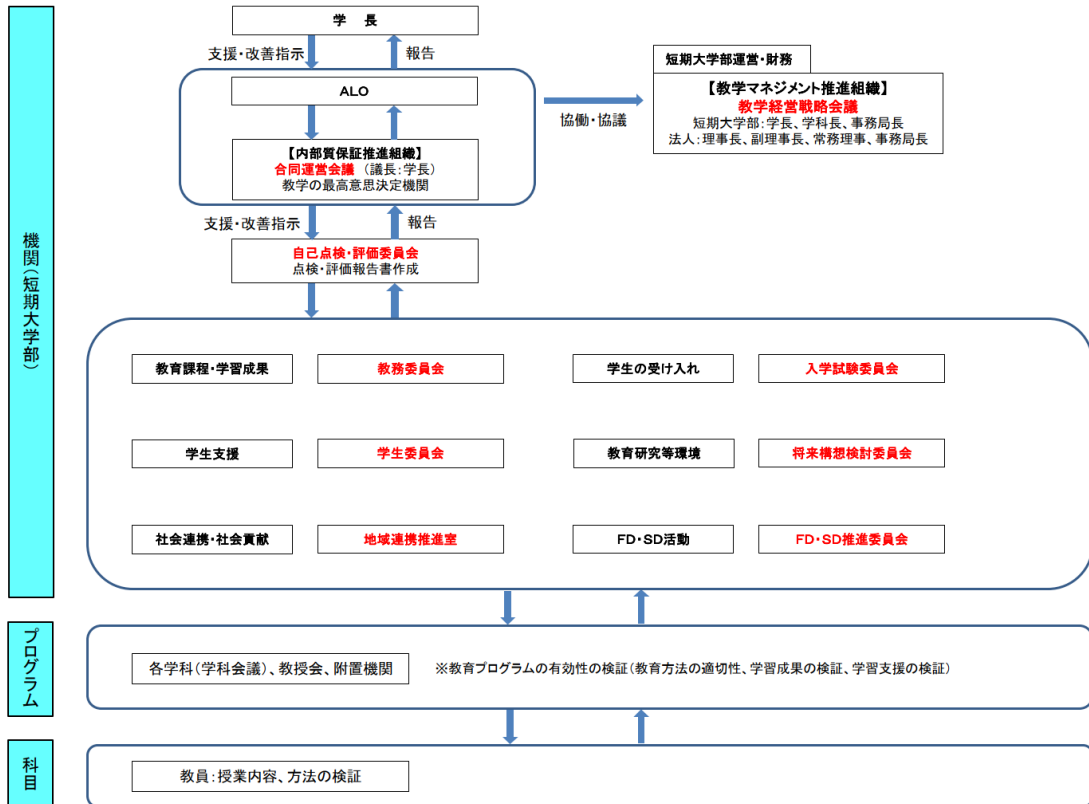 学　長
支援・改善指示
報告
短期大学部運営・財務
ALO
【教学マネジメント推進組織】
教学経営戦略会議
短期大学部：学長、学科長、事務局長
法人：理事長、副理事長、常務理事、事務局長
協働・協議
【内部質保証推進組織】
合同運営会議　（議長：学長）
教学の最高意思決定機関
支援・改善指示
報告
自己点検・評価委員会
点検・評価報告書作成
機関（短期大学部）
教育課程・学習成果
教務委員会
学生の受け入れ
入学試験委員会
学生支援
学生委員会
教育研究等環境
将来構想検討委員会
社会連携・社会貢献
地域連携推進室
FD・SD活動
FD・SD推進委員会
プログラム
各学科（学科会議）、教授会、附置機関
※教育プログラムの有効性の検証（教育方法の適切性、学習成果の検証、学習支援の検証）
科目
教員：授業内容、方法の検証